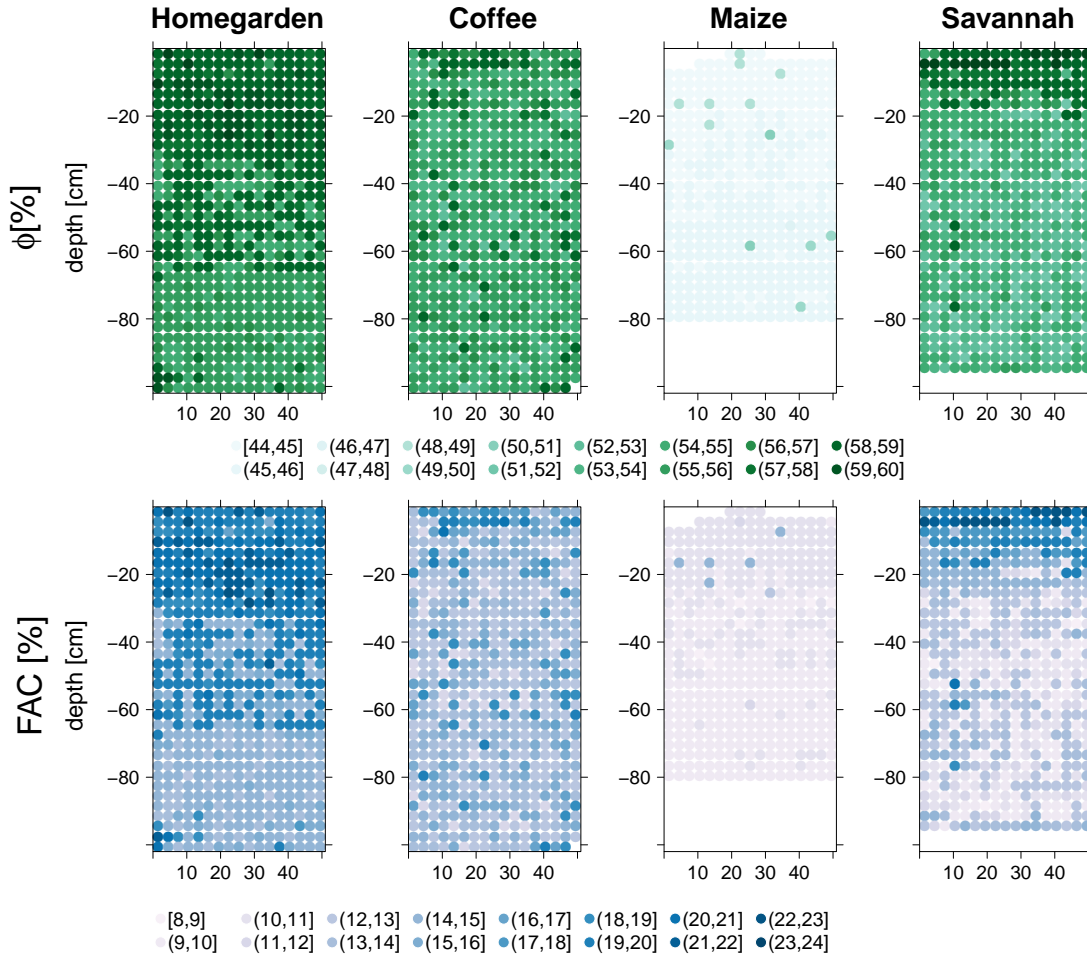 Homegarden Coffee Maize Savannah
ϕ[%]
depth [cm]
−20 −20 −20 −20
−40 −40 −40 −40
−60 −60 −60 −60
−80 −80 −80 −80
10 20 30 40 10 20 30 40 10 20 30 40 10 20 30 40
[44,45] (46,47] (48,49] (50,51] (52,53] (54,55] (56,57] (58,59]
(45,46] (47,48] (49,50] (51,52] (53,54] (55,56] (57,58] (59,60]
FAC [%]
depth [cm]
−20 −20 −20 −20
−40 −40 −40 −40
−60 −60 −60 −60
−80 −80 −80 −80
10 20 30 40 10 20 30 40 10 20 30 40 10 20 30 40
[8,9] (10,11] (12,13] (14,15] (16,17] (18,19] (20,21] (22,23]
(9,10] (11,12] (13,14] (15,16] (17,18] (19,20] (21,22] (23,24]